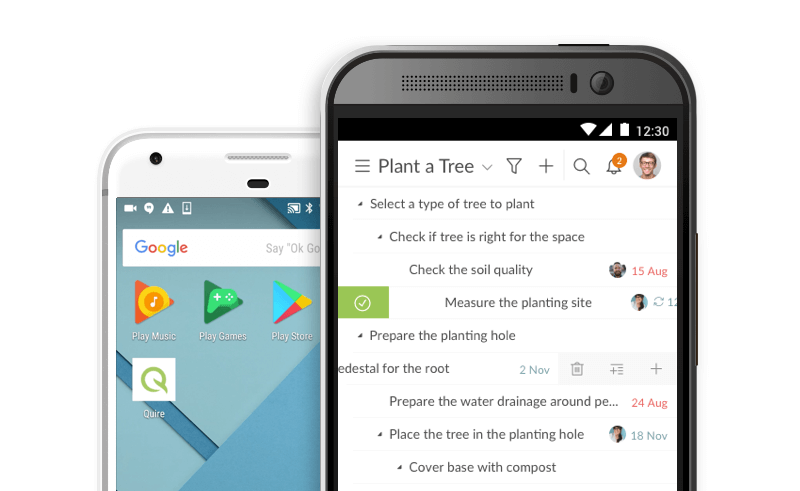 Google
Say "Ok Go
Play Music
Play Games
Play Store
Quire
12:30
Plant a Tree
2
Select a type of tree to plant
Check if tree is right for the space
Check the soil quality 15 Aug
Measure the planting site 12
Prepare the planting hole
edestal for the root 2 Nov
Prepare the water drainage around pe... 24 Aug
Place the tree in the planting hole 18 Nov
Cover base with compost